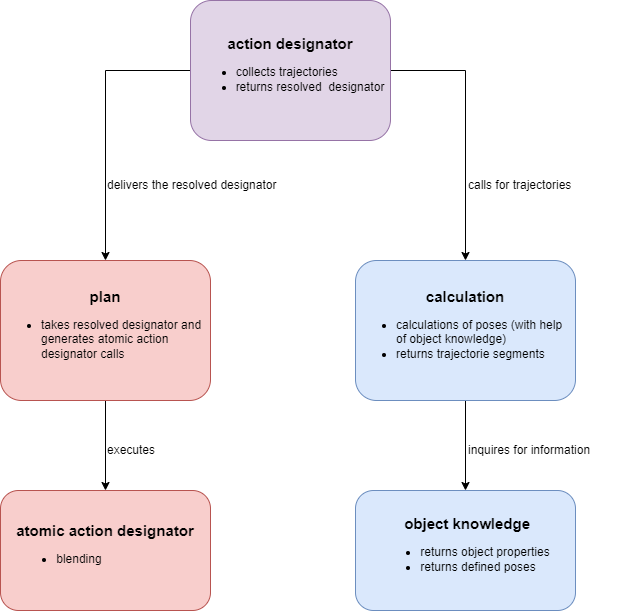 action designator
• collects trajectories
• returns resolved designator
delivers the resolved designator
calls for trajectories
plan
• takes resolved designator and
generates atomic action
designator calls
calculation
• calculations of poses (with help
of object knowledge)
• returns trajectorie segments
executes
inquires for information
atomic action designator
• blending
object knowledge
• returns object properties
• returns defined poses